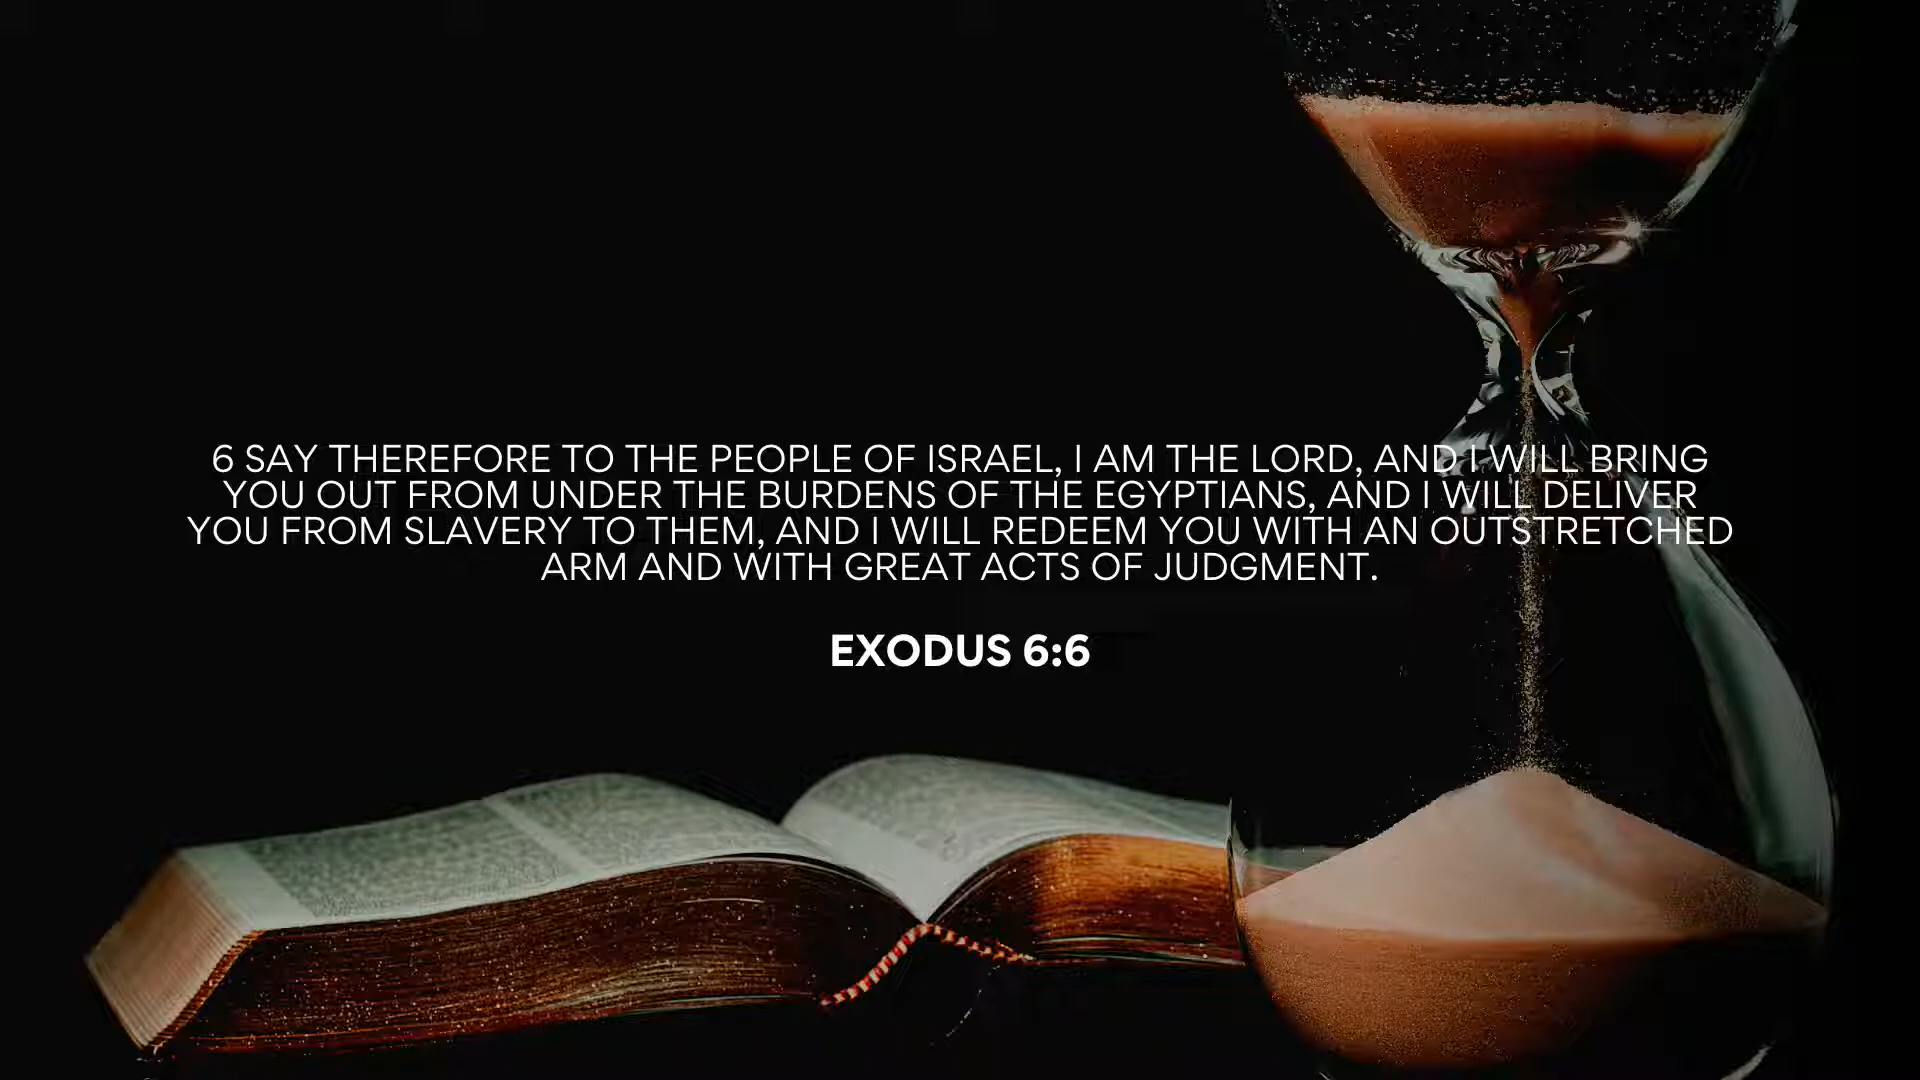 6 SAY THEREFORE TO THE PEOPLE OF ISRAEL, I AM THE LORD, AND I WILL BRING
YOU OUT FROM UNDER THE BURDENS OF THE EGYPTIANS, AND I WILL DELIVER
YOU FROM SLAVERY TO THEM, AND I WILL REDEEM YOU WITH AN OUTSTRETCHED
ARM AND WITH GREAT ACTS OF JUDGMENT.
EXODUS 6:6